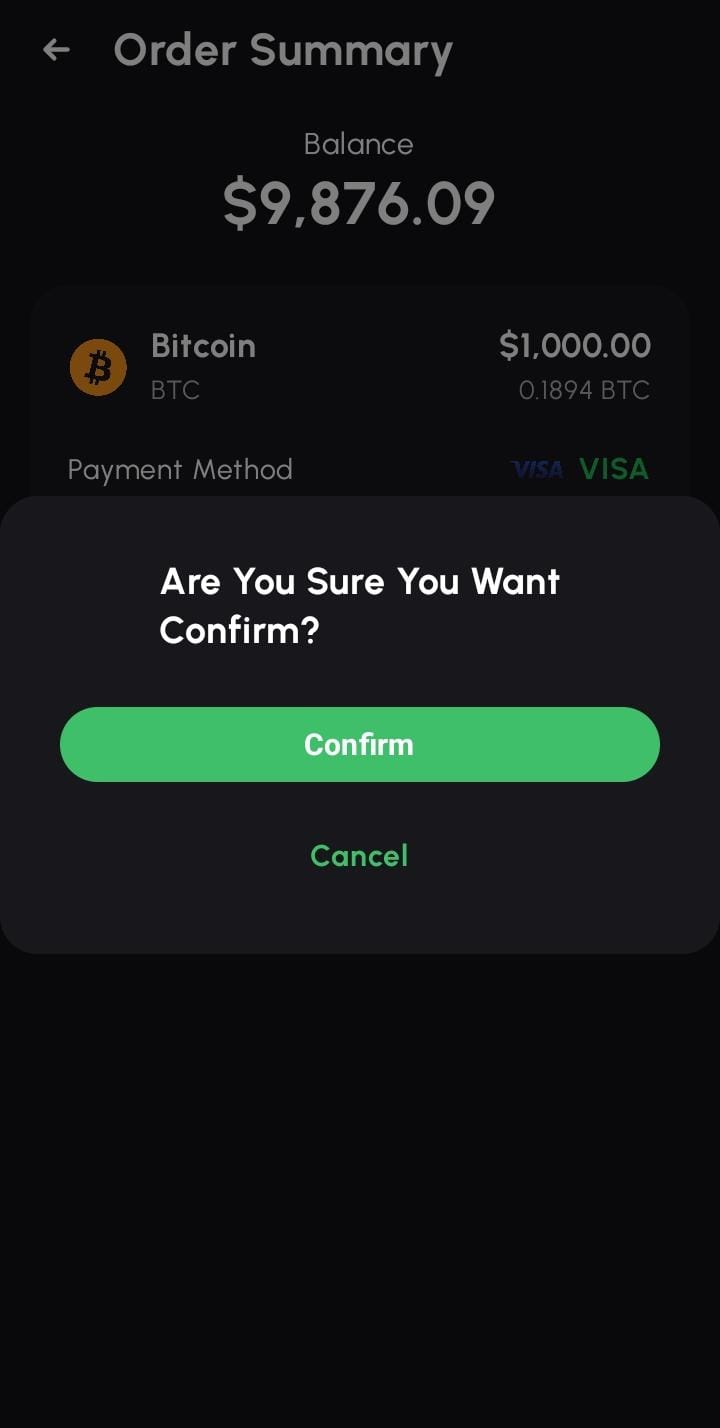 Order Summary
Balance
$9,876.09
Bitcoin $1,000.00
BTC 0.1894 BTC
Payment Method VISA VISA
Are You Sure You Want
Confirm?
Confirm
Cancel